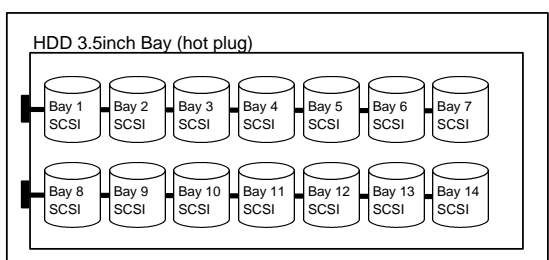 HDD 3.5inch Bay (hot plug)
Bay 1 Bay 2 Bay 3 Bay 4 Bay 5 Bay 6 Bay 7
SCSI SCSI SCSI SCSI SCSI SCSI SCSI
Bay 8 Bay 9 Bay 10 Bay 11 Bay 12 Bay 13 Bay 14
SCSI SCSI SCSI SCSI SCSI SCSI SCSI